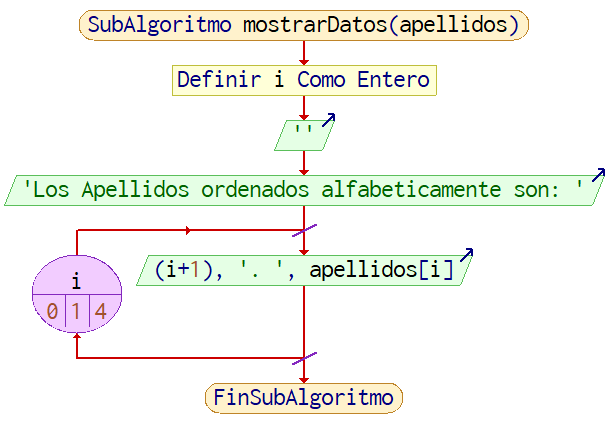 SubAlgoritmo mostrarDatos(apellidos)
Definir i Como Entero
''
'Los Apellidos ordenados alfabeticamente son: '
(i+1), '. ', apellidos[i]
i
0 1 4
FinSubAlgoritmo